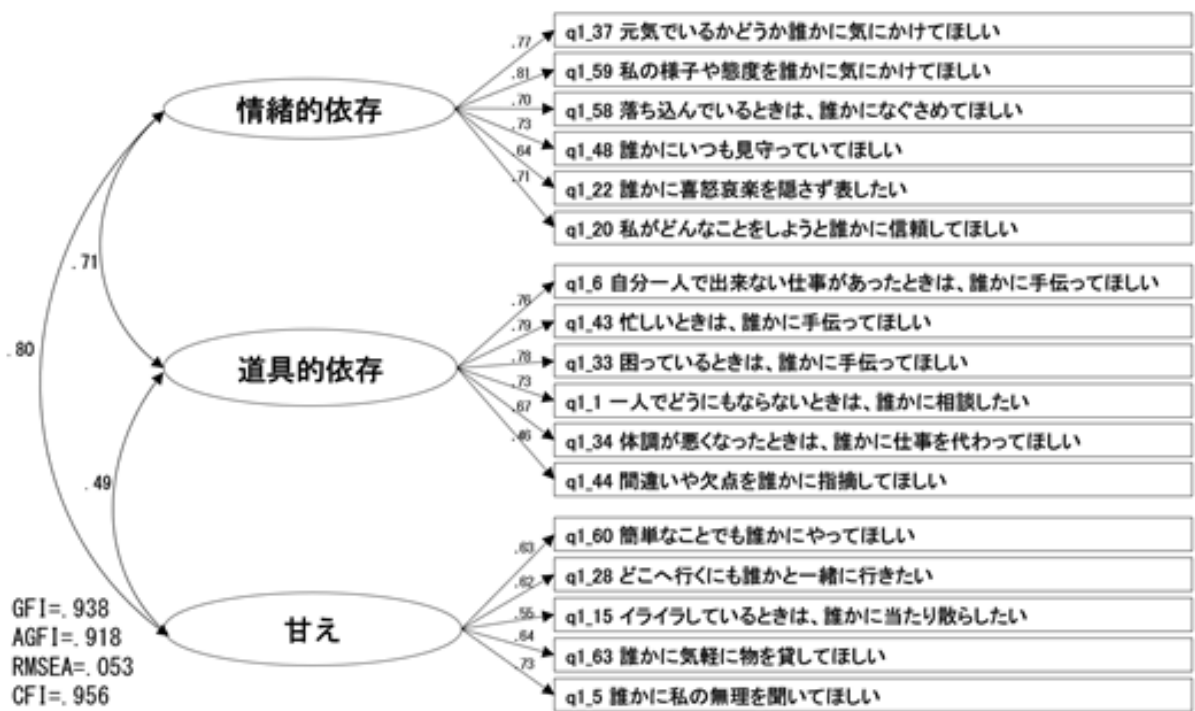 情緒的依存
.77
q1_37 元気でいるかどうか誰かに気にかけてほしい
.81
q1_59 私の様子や態度を誰かに気にかけてほしい
.70
q1_58 落ち込んでいるときは、誰かになぐさめてほしい
.73
q1_48 誰かにいつも見守っていてほしい
.64
q1_22 誰かに喜怒哀楽を隠さず表したい
.71
q1_20 私がどんなことをしようと誰かに信頼してほしい
.71
.80
道具的依存
.76
q1_6 自分一人で出来ない仕事があったときは、誰かに手伝ってほしい
.79
q1_43 忙しいときは、誰かに手伝ってほしい
.78
q1_33 困っているときは、誰かに手伝ってほしい
.73
q1_1 一人でどうにもならないときは、誰かに相談したい
.67
q1_34 体調が悪くなったときは、誰かに仕事を代わってほしい
.46
q1_44 間違いや欠点を誰かに指摘してほしい
.49
甘え
.63
q1_60 簡単なことでも誰かにやってほしい
.62
q1_28 どこへ行くにも誰かと一緒に行きたい
.55
q1_15 イライラしているときは、誰かに当たり散らしたい
.64
q1_63 誰かに気軽に物を貸してほしい
.73
q1_5 誰かに私の無理を聞いてほしい
GFI=.938
AGFI=.918
RMSEA=.053
CFI=.956